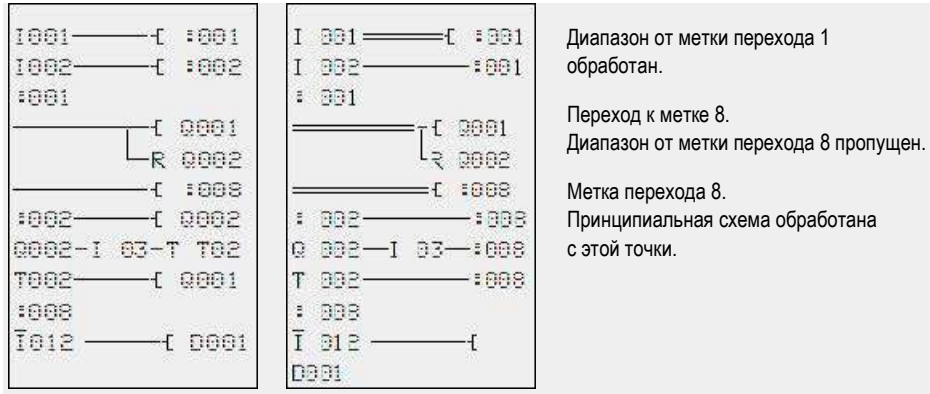 I001-[ :001
I002-[ :002
:001
-[ Q001
R Q002
-[ :008
:002-[ Q002
Q002-I 03-T T02
T002-[ Q001
:008
Ī012-[ D001
I 001=[ :001
I 002-:001
: 001
=[ Q001
R Q002
=[ :008
: 002-:008
Q 002-I 03-:008
T 002-:008
: 008
Ī 012-[
D001
Диапазон от метки перехода 1
обработан.
Переход к метке 8.
Диапазон от метки перехода 8 пропущен.
Метка перехода 8.
Принципиальная схема обработана
с этой точки.